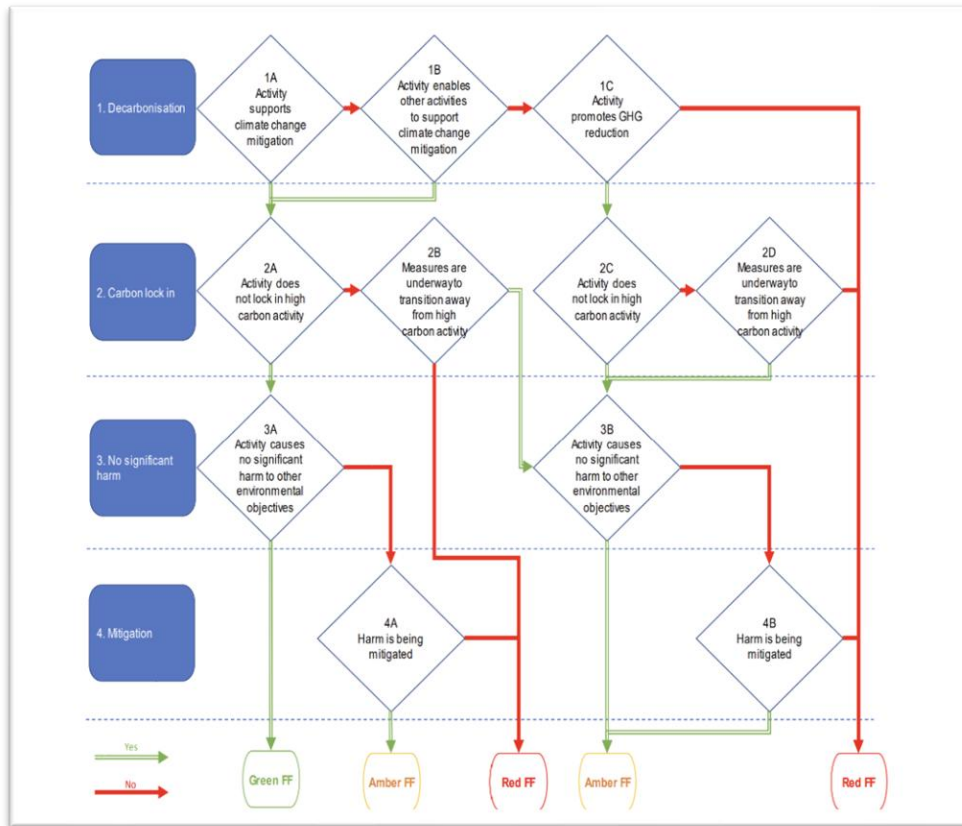 1A
Activity
supports
climate change
mitigation
1B
Activity enables
other activities
to support
climate change
mitigation
1C
Activity
promotes GHG
reduction
1. Decarbonisation
2A
Activity does
not lock in high
carbon activity
2B
Measures are
underwayto
transition away
from high
carbon activity
2C
Activity does
not lock in high
carbon activity
2D
Measures are
underwayto
transition away
from high
carbon activity
2. Carbon lock in
3A
Activity causes
no significant
harm to other
environmental
objectives
3B
Activity causes
no significant
harm to other
environmental
objectives
3. No significant
harm
4A
Harm is being
mitigated
4B
Harm is being
mitigated
4. Mitigation
Yes
No
Green FF
Amber FF
Red FF
Amber FF
Red FF